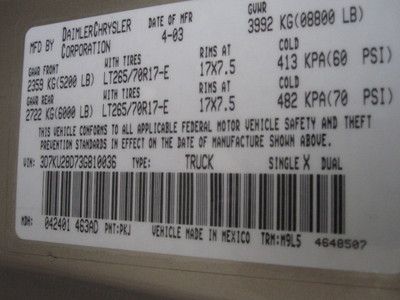 MFD BY DAIMLERCHRYSLER CORPORATION DATE OF MFR 4-03 GVWR 3992 KG(08800 LB)
GAWR FRONT WITH TIRES RIMS AT COLD
2359 KG(5200 LB) LT265/70R17-E 17X7.5 413 KPA(60 PSI)
GAWR REAR WITH TIRES RIMS AT COLD
2722 KG(6000 LB) LT265/70R17-E 17X7.5 482 KPA(70 PSI)
THIS VEHICLE CONFORMS TO ALL APPLICABLE FEDERAL MOTOR VEHICLE SAFETY AND THEFT
PREVENTION STANDARDS IN EFFECT ON THE DATE OF MANUFACTURE SHOWN ABOVE.
VIN: 3D7KU28D73G810036 TYPE: TRUCK SINGLE X DUAL
MDH: 042401 463AD PNT:PKJ VEHICLE MADE IN MEXICO TRM:M9L5 4648507